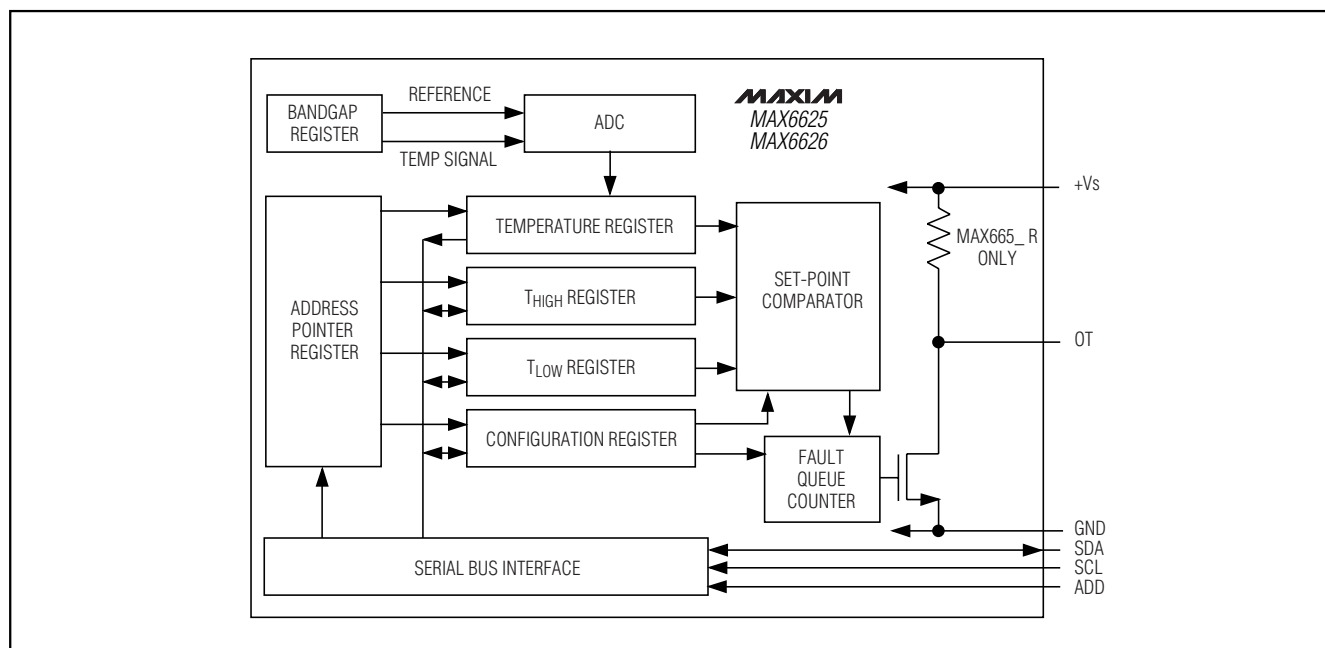 BANDGAP
REGISTER
REFERENCE
TEMP SIGNAL
ADC
MAXIM
MAX6625
MAX6626
+Vs
MAX665_ R
ONLY
OT
ADDRESS
POINTER
REGISTER
TEMPERATURE REGISTER
THIGH REGISTER
TLOW REGISTER
CONFIGURATION REGISTER
SET-POINT
COMPARATOR
FAULT
QUEUE
COUNTER
GND
SDA
SCL
ADD
SERIAL BUS INTERFACE